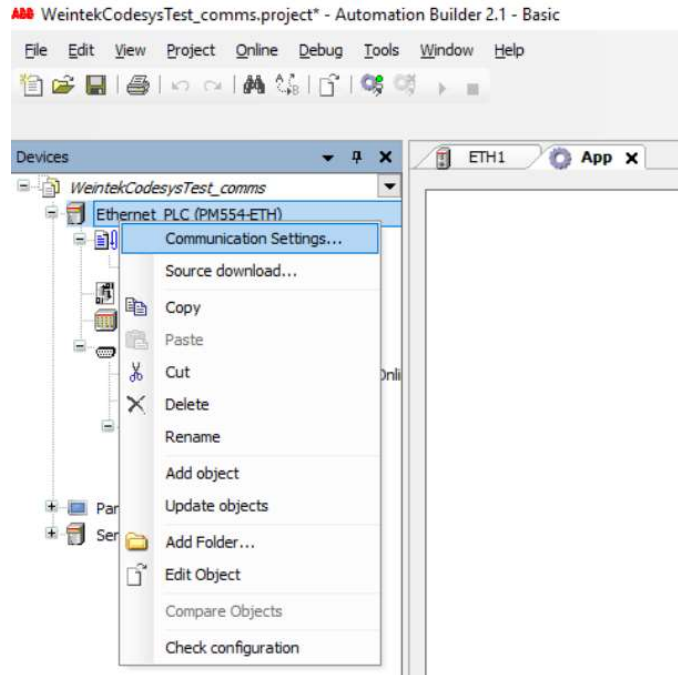 ABB WeintekCodesysTest_comms.project* - Automation Builder 2.1 - Basic
File Edit View Project Online Debug Tools Window Help
Devices
ETH1 App
WeintekCodesysTest_comms
Ethernet_PLC (PM554-ETH)
Communication Settings...
Source download...
Copy
Paste
Cut
Onli
Delete
Rename
Add object
Par
Update objects
Ser
Add Folder...
Edit Object
Compare Objects
Check configuration